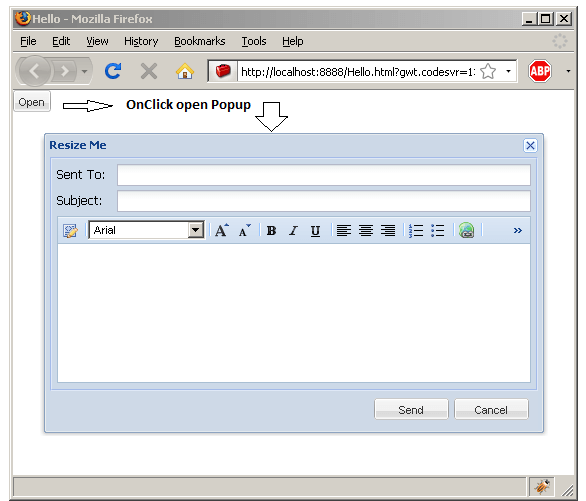 Hello - Mozilla Firefox
File Edit View History Bookmarks Tools Help
http://localhost:8888/Hello.html?gwt.codesvr=1 ABP
Open OnClick open Popup
Resize Me
Sent To:
Subject:
Arial A A B I U
Send Cancel